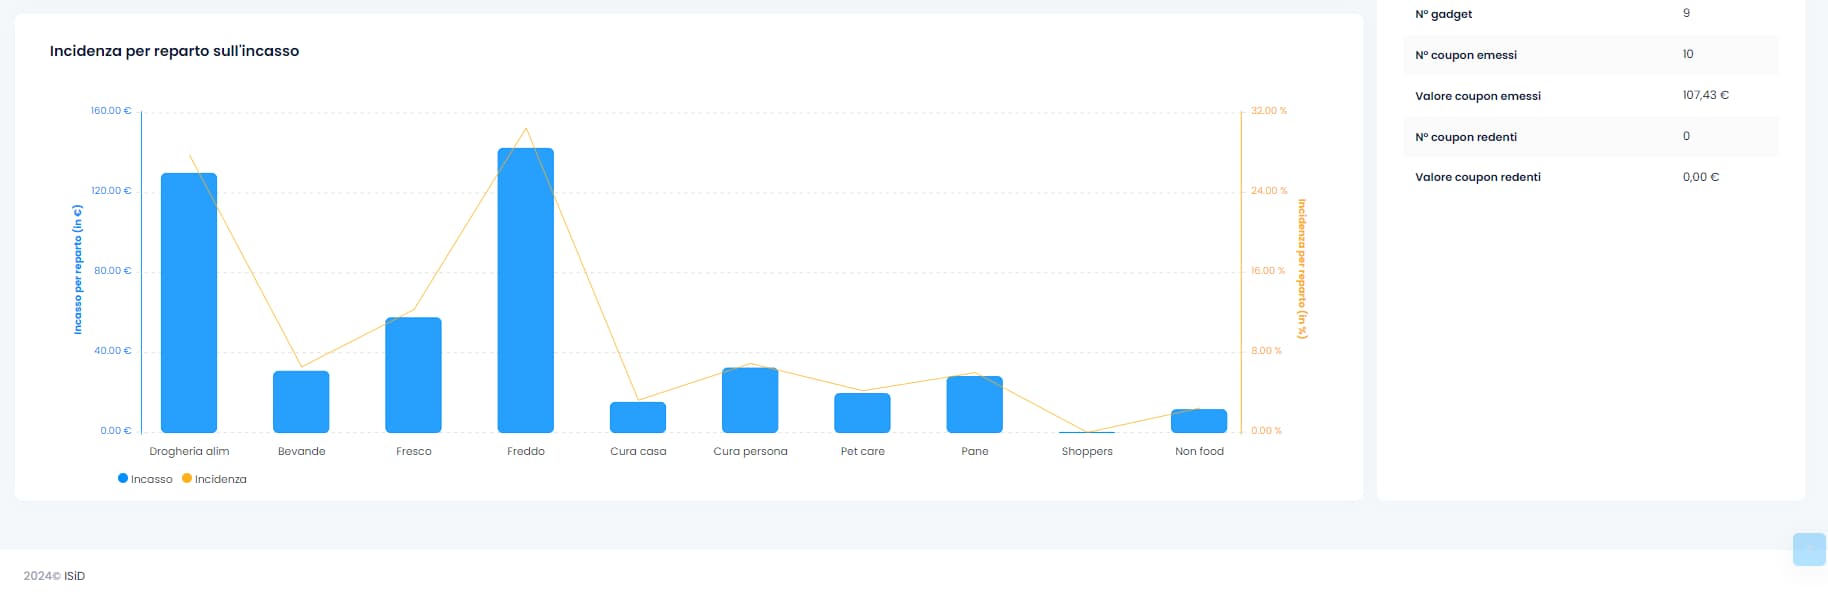 Incidenza per reparto sull'incasso
160.00 €
120.00 €
80.00 €
40.00 €
0.00 €
Incasso per reparto (in €)
32.00 %
24.00 %
16.00 %
8.00 %
0.00 %
Incidenza per reparto (in %)
Drogheria alim
Bevande
Fresco
Freddo
Cura casa
Cura persona
Pet care
Pane
Shoppers
Non food
Incasso
Incidenza
N° gadget 9
N° coupon emessi 10
Valore coupon emessi 107,43 €
N° coupon redenti 0
Valore coupon redenti 0,00 €
2024© ISiD